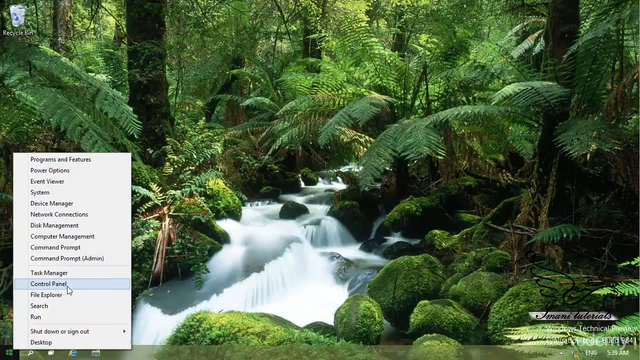 Recycle Bin
Programs and Features
Power Options
Event Viewer
System
Device Manager
Network Connections
Disk Management
Computer Management
Command Prompt
Command Prompt (Admin)
Task Manager
Control Panel
File Explorer
Search
Run
Shut down or sign out
Desktop
Imani tutorials
Windows Technical Preview
ENG
5:39 AM